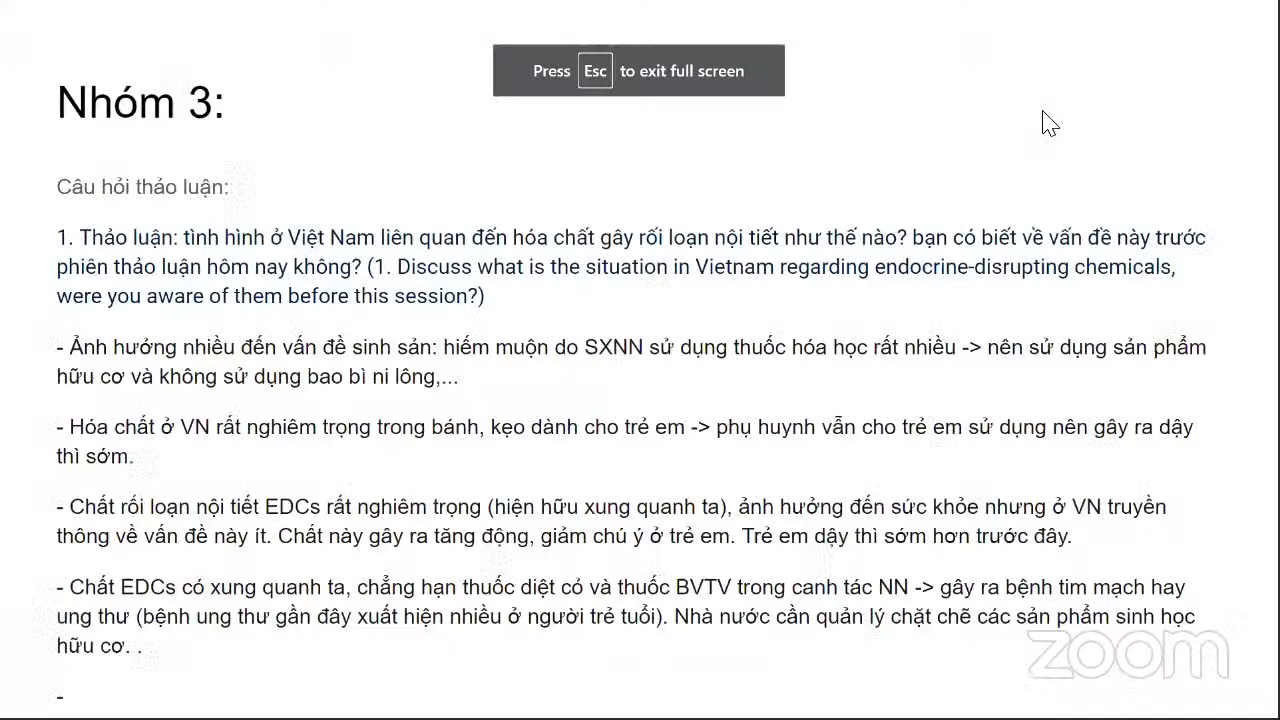 Press Esc to exit full screen
Nhóm 3:
Câu hỏi thảo luận:
1. Thảo luận: tình hình ở Việt Nam liên quan đến hóa chất gây rối loạn nội tiết như thế nào? bạn có biết về vấn đề này trước
phiên thảo luận hôm nay không? (1. Discuss what is the situation in Vietnam regarding endocrine-disrupting chemicals,
were you aware of them before this session?)
- Ảnh hưởng nhiều đến vấn đề sinh sản: hiếm muộn do SXNN sử dụng thuốc hóa học rất nhiều -> nên sử dụng sản phẩm
hữu cơ và không sử dụng bao bì ni lông,...
- Hóa chất ở VN rất nghiêm trọng trong bánh, kẹo dành cho trẻ em -> phụ huynh vẫn cho trẻ em sử dụng nên gây ra dậy
thì sớm.
- Chất rối loạn nội tiết EDCs rất nghiêm trọng (hiện hữu xung quanh ta), ảnh hưởng đến sức khỏe nhưng ở VN truyền
thông về vấn đề này ít. Chất này gây ra tăng động, giảm chú ý ở trẻ em. Trẻ em dậy thì sớm hơn trước đây.
- Chất EDCs có xung quanh ta, chẳng hạn thuốc diệt cỏ và thuốc BVTV trong canh tác NN -> gây ra bệnh tim mạch hay
ung thư (bệnh ung thư gần đây xuất hiện nhiều ở người trẻ tuổi). Nhà nước cần quản lý chặt chẽ các sản phẩm sinh học
hữu cơ. .
-
zoom